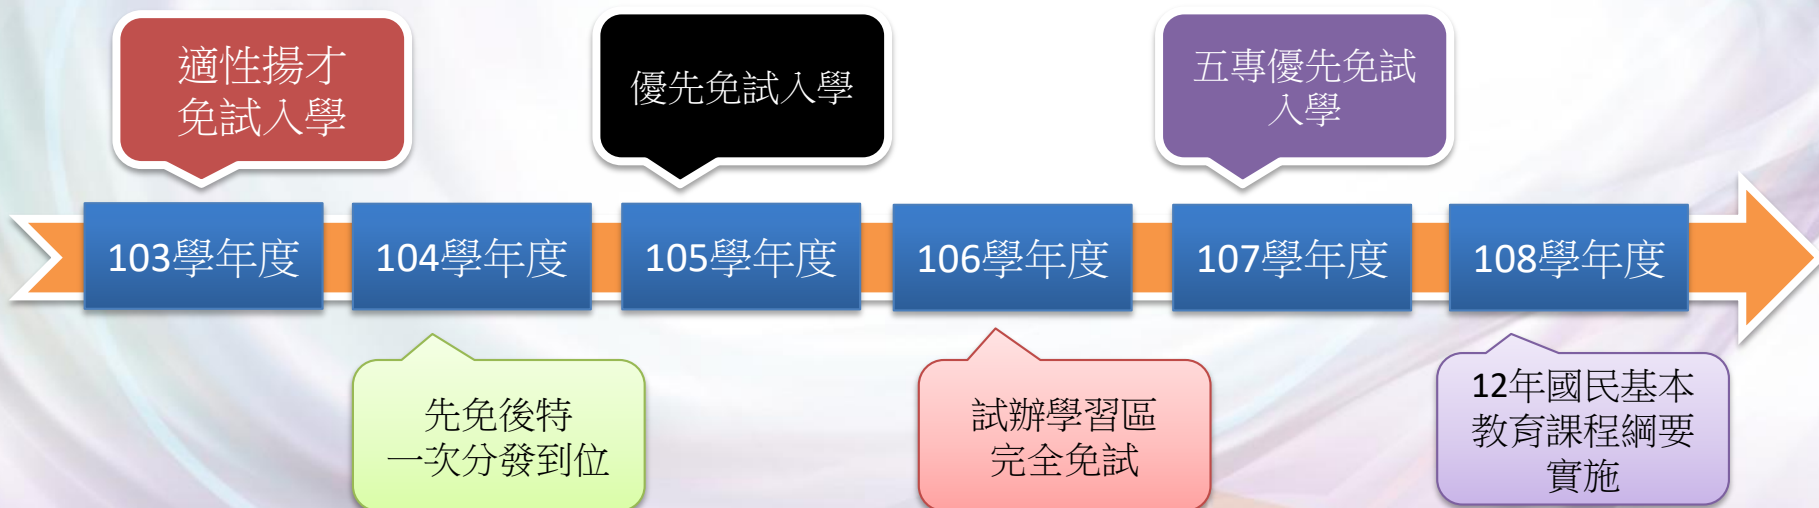 適性揚才
免試入學
優先免試入學
五專優先免試
入學
103學年度
104學年度
105學年度
106學年度
107學年度
108學年度
先免後特
一次分發到位
試辦學習區
完全免試
12年國民基本
教育課程綱要
實施